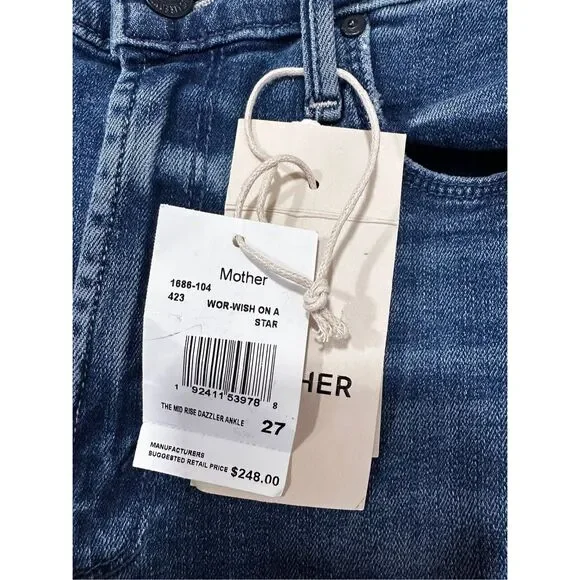 Mother
1686-104
423 WOR-WISH ON A
STAR
1 92411 53978 8
THE MID RISE DAZZLER ANKLE 27
MANUFACTURERS
SUGGESTED RETAIL PRICE $248.00
HER